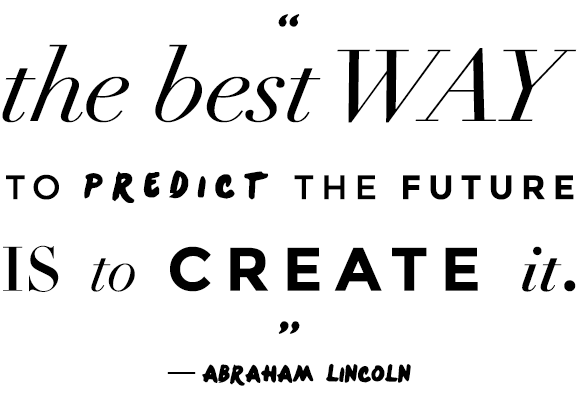 “
the best WAY
TO PREDICT THE FUTURE
IS to CREATE it.
”
— ABRAHAM LINCOLN